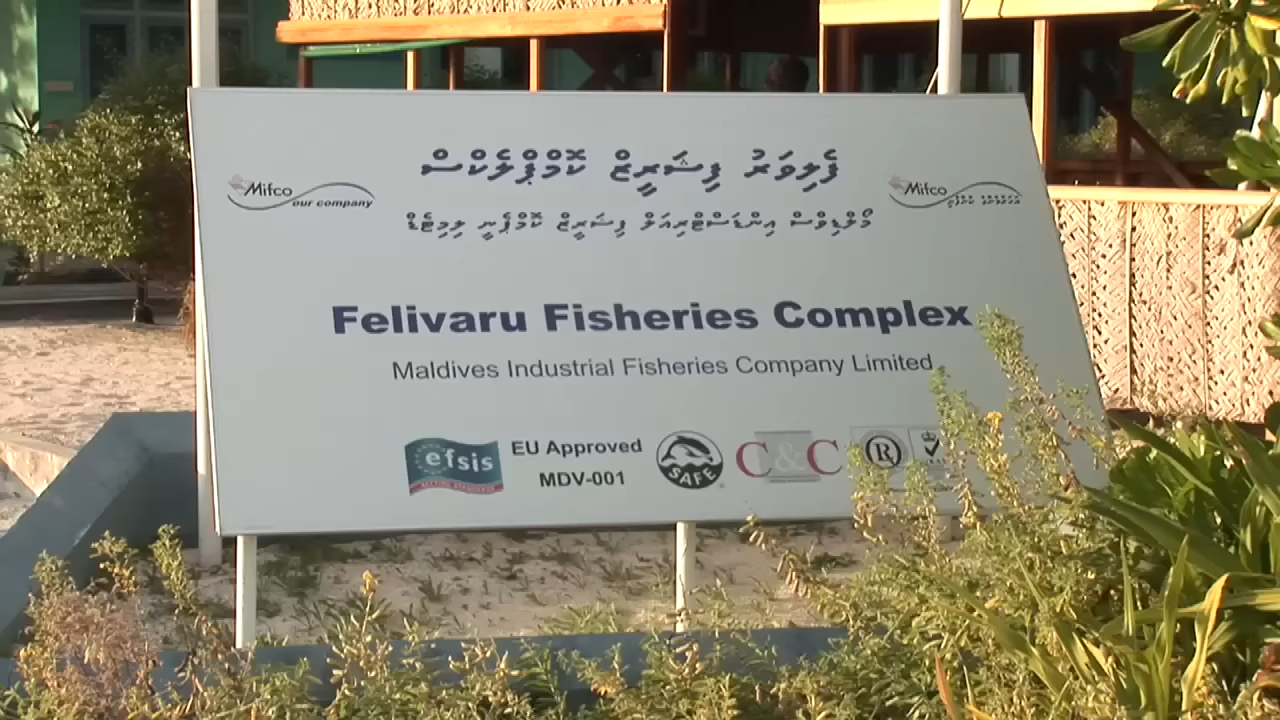 ފެލިވަރު ފިޝަރީޒް ކޮމްޕްލެކްސް
Mifco
our company
Mifco
މޯލްޑިވްސް އިންޑަސްޓްރިއަލް ފިޝަރީޒް ކޮމްޕެނީ ލިމިޓެޑް
Felivaru Fisheries Complex
Maldives Industrial Fisheries Company Limited
efsis
EU Approved
MDV-001
SAFE
C&C
R